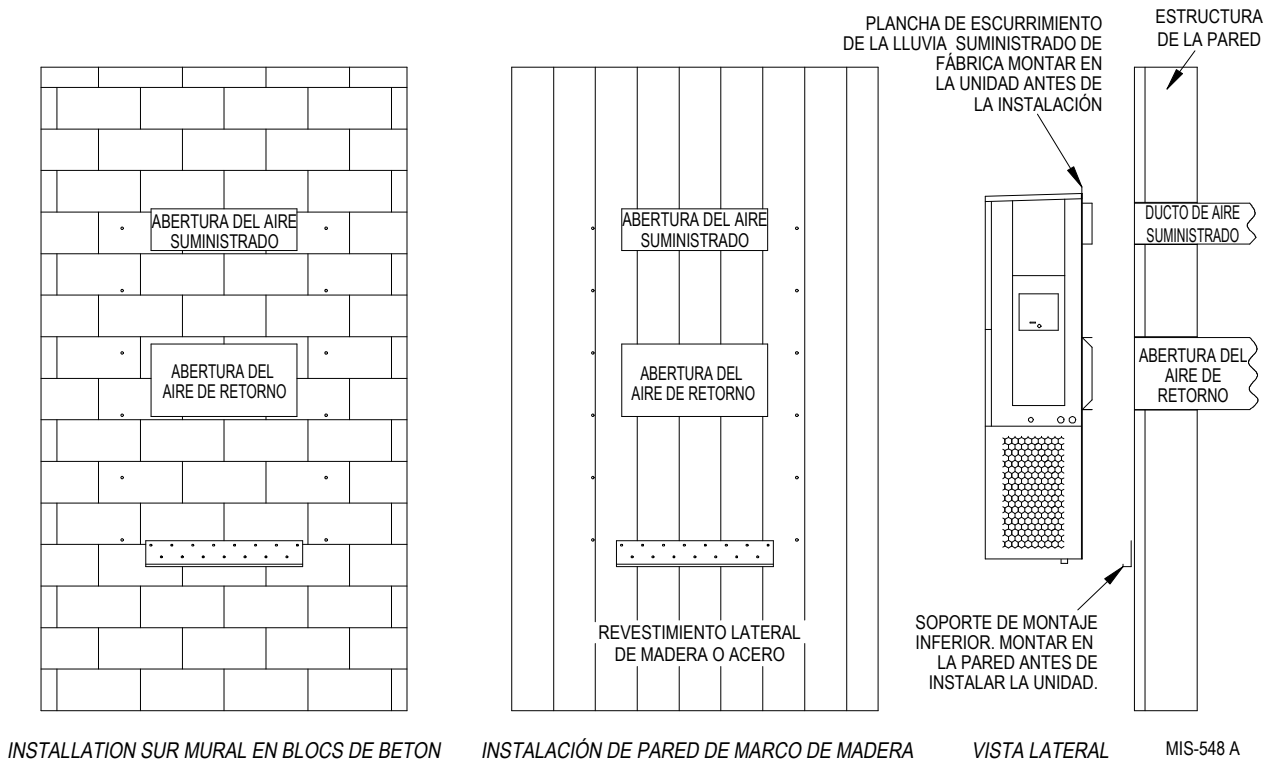 PLANCHA DE ESCURRIMIENTO
DE LA LLUVIA SUMINISTRADO DE
FÁBRICA MONTAR EN
LA UNIDAD ANTES DE
LA INSTALACIÓN
ESTRUCTURA
DE LA PARED
ABERTURA DEL AIRE
SUMINISTRADO
ABERTURA DEL AIRE
SUMINISTRADO
DUCTO DE AIRE
SUMINISTRADO
ABERTURA DEL
AIRE DE RETORNO
ABERTURA DEL
AIRE DE RETORNO
ABERTURA DEL
AIRE DE
RETORNO
REVESTIMIENTO LATERAL
DE MADERA O ACERO
SOPORTE DE MONTAJE
INFERIOR. MONTAR EN
LA PARED ANTES DE
INSTALAR LA UNIDAD.
INSTALLATION SUR MURAL EN BLOCS DE BETON
INSTALACIÓN DE PARED DE MARCO DE MADERA
VISTA LATERAL
MIS-548 A